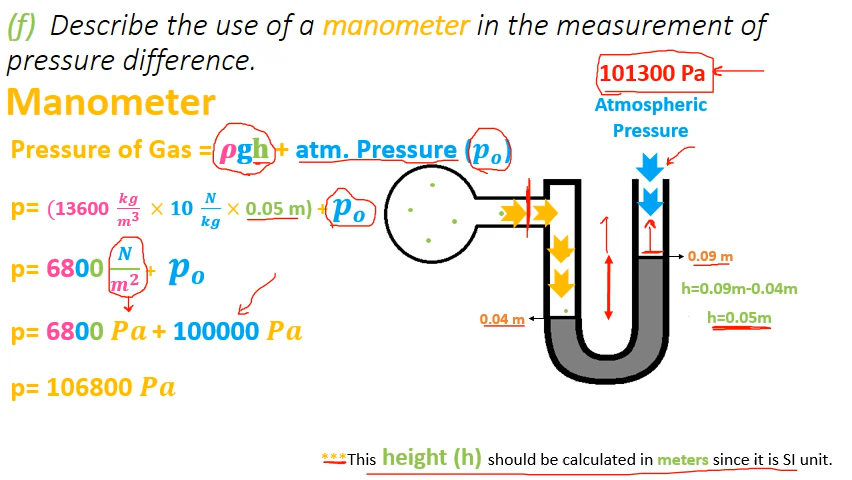 (f) Describe the use of a manometer in the measurement of
pressure difference.
101300 Pa
Manometer
Atmospheric
Pressure
Pressure of Gas = ρgh + atm. Pressure (pₒ)
p= (13600 kg/m³ × 10 N/kg × 0.05 m) + pₒ
p= 6800 N/m² + pₒ
0.09 m
h=0.09m-0.04m
0.04 m
h=0.05m
p= 6800 Pa + 100000 Pa
p= 106800 Pa
***This height (h) should be calculated in meters since it is SI unit.